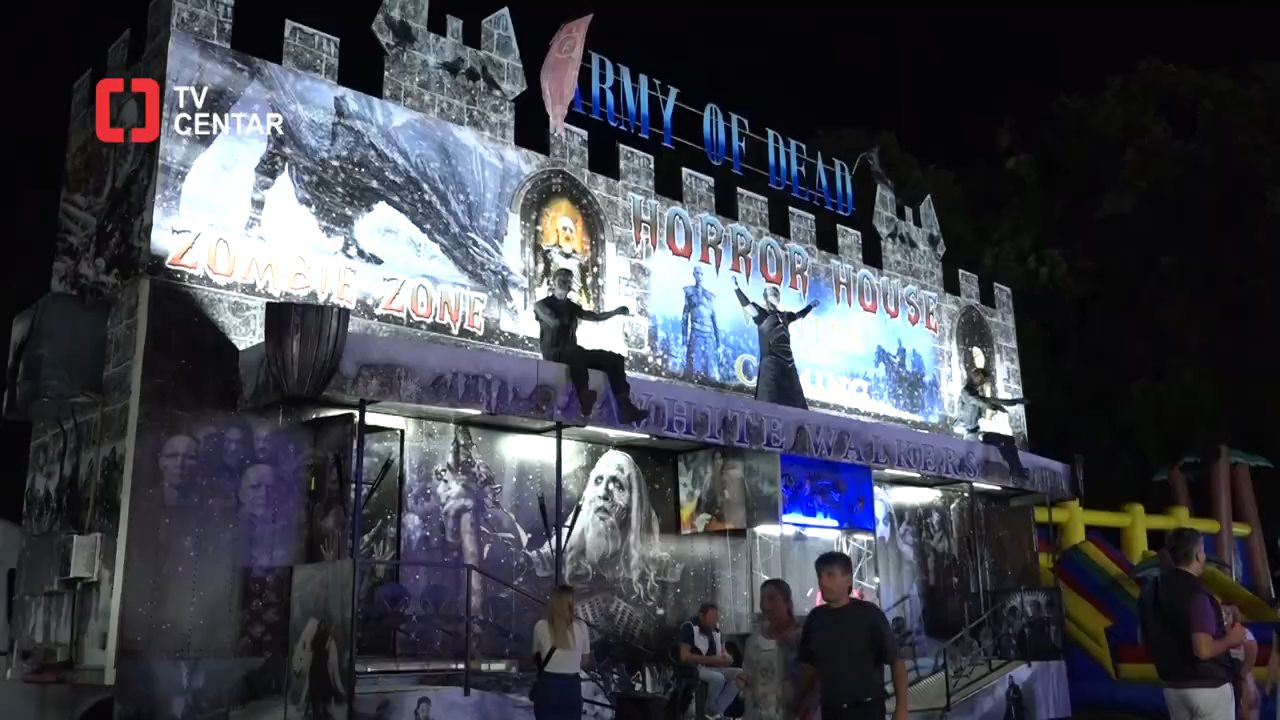 TV
CENTAR
ARMY OF DEAD
HORROR HOUSE
ZOMBIE ZONE
WHITE WALKERS